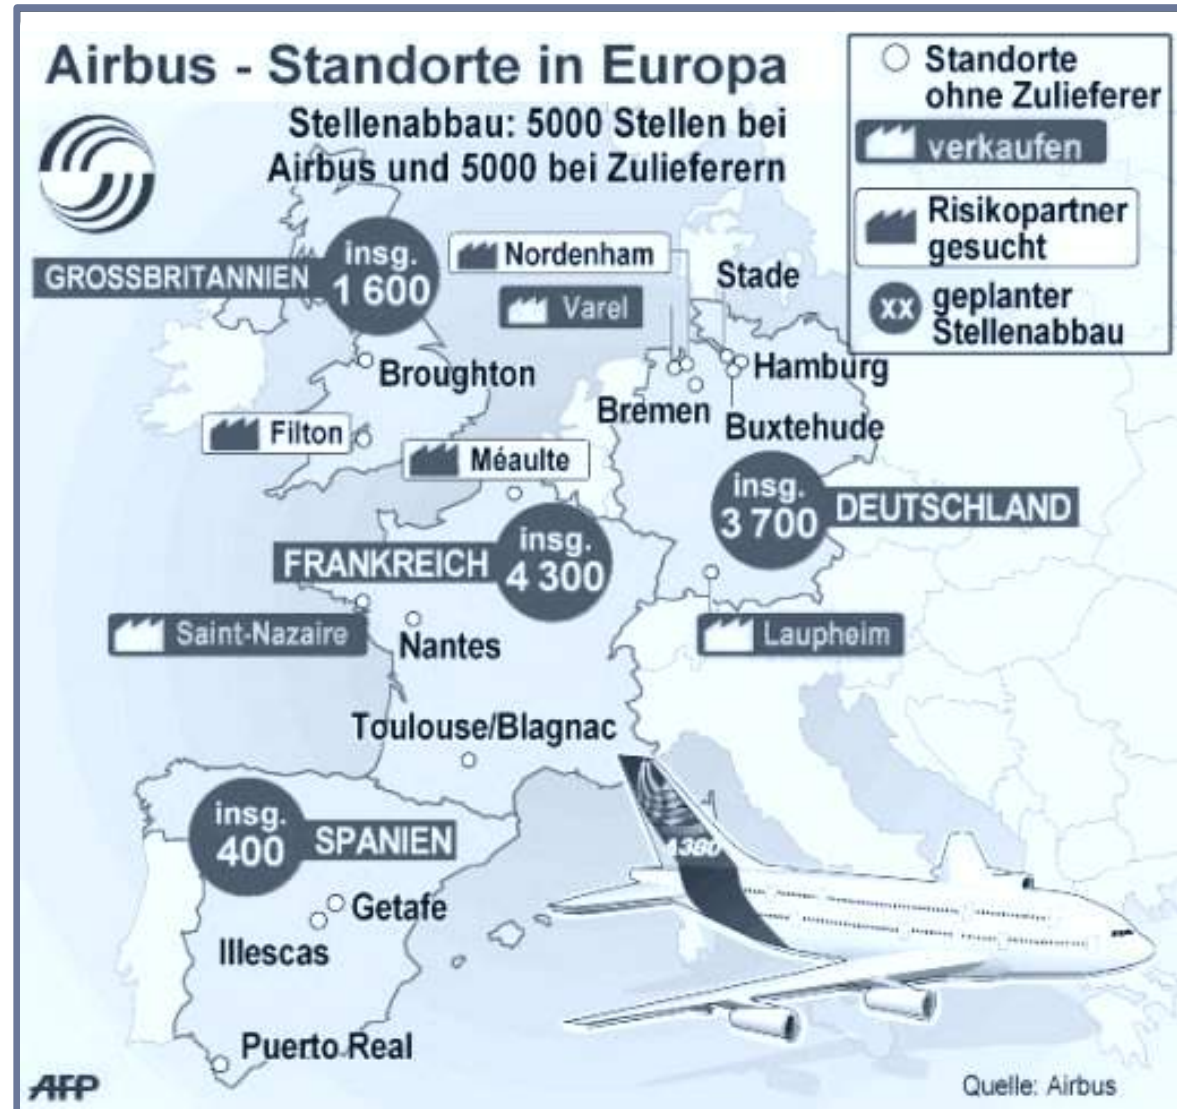 Airbus - Standorte in Europa
Stellenabbau: 5000 Stellen bei
Airbus und 5000 bei Zulieferern
Standorte
ohne Zulieferer
verkaufen
Risikopartner
gesucht
xx geplanter
Stellenabbau
GROSSBRITANNIEN
insg.
1 600
Nordenham
Stade
Varel
Broughton
Hamburg
Bremen
Buxtehude
Filton
Méaulte
insg.
3 700
DEUTSCHLAND
FRANKREICH
insg.
4 300
Saint-Nazaire
Nantes
Laupheim
Toulouse/Blagnac
insg.
400
SPANIEN
A380
Getafe
Illescas
Puerto Real
AFP
Quelle: Airbus